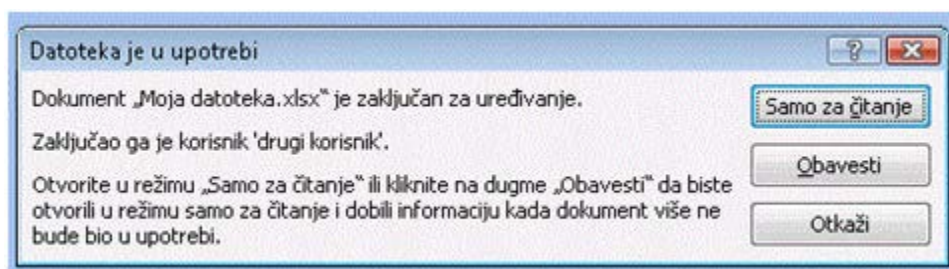 Datoteka je u upotrebi
Dokument „Moja datoteka.xlsx“ je zaključan za uređivanje.
Samo za čitanje
Zaključao ga je korisnik 'drugi korisnik'.
Obavesti
Otvorite u režimu „Samo za čitanje“ ili kliknite na dugme „Obavesti“ da biste
otvorili u režimu samo za čitanje i dobili informaciju kada dokument više ne
bude bio u upotrebi.
Otkaži